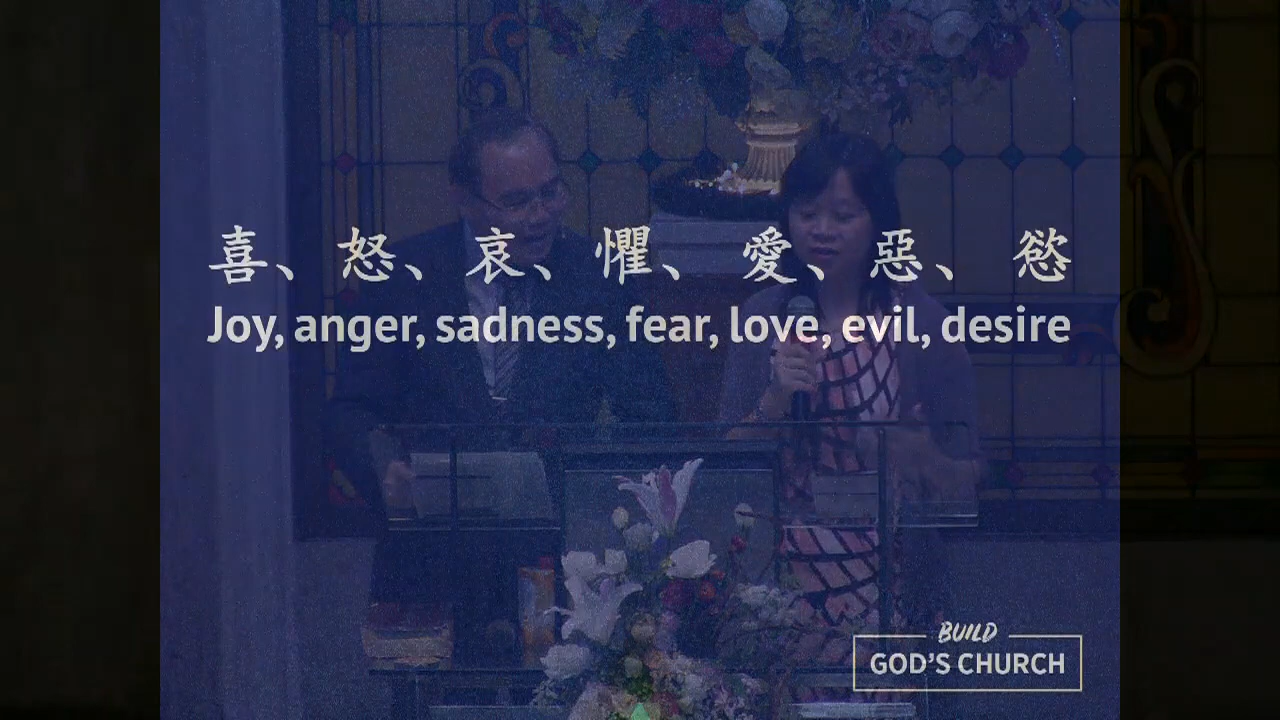 喜、怒、哀、懼、愛、惡、慾
Joy, anger, sadness, fear, love, evil, desire
BUILD
GOD'S CHURCH